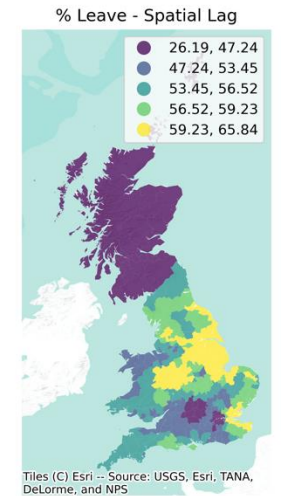 % Leave - Spatial Lag
26.19, 47.24
47.24, 53.45
53.45, 56.52
56.52, 59.23
59.23, 65.84
Tiles (C) Esri -- Source: USGS, Esri, TANA,
DeLorme, and NPS